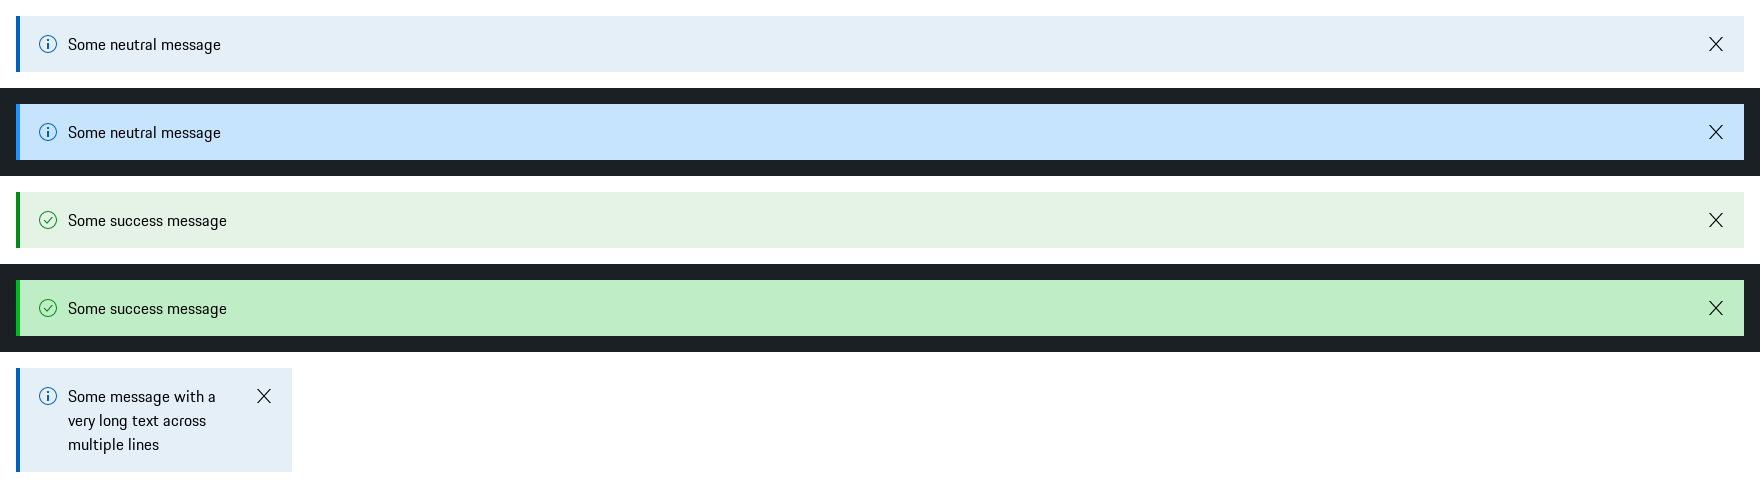 Some neutral message
Some neutral message
Some success message
Some success message
Some message with a
very long text across
multiple lines